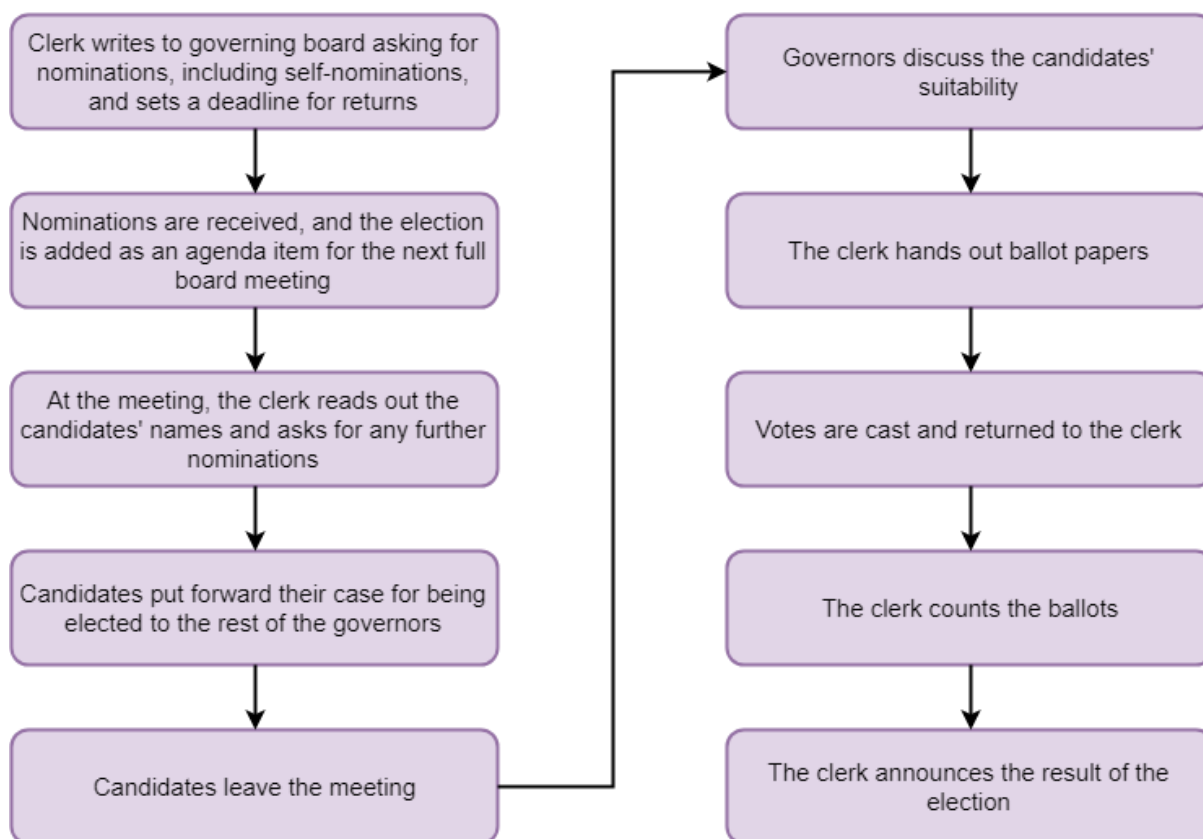 Clerk writes to governing board asking for
nominations, including self-nominations,
and sets a deadline for returns
Nominations are received, and the election
is added as an agenda item for the next full
board meeting
At the meeting, the clerk reads out the
candidates' names and asks for any further
nominations
Candidates put forward their case for being
elected to the rest of the governors
Candidates leave the meeting
Governors discuss the candidates'
suitability
The clerk hands out ballot papers
Votes are cast and returned to the clerk
The clerk counts the ballots
The clerk announces the result of the
election